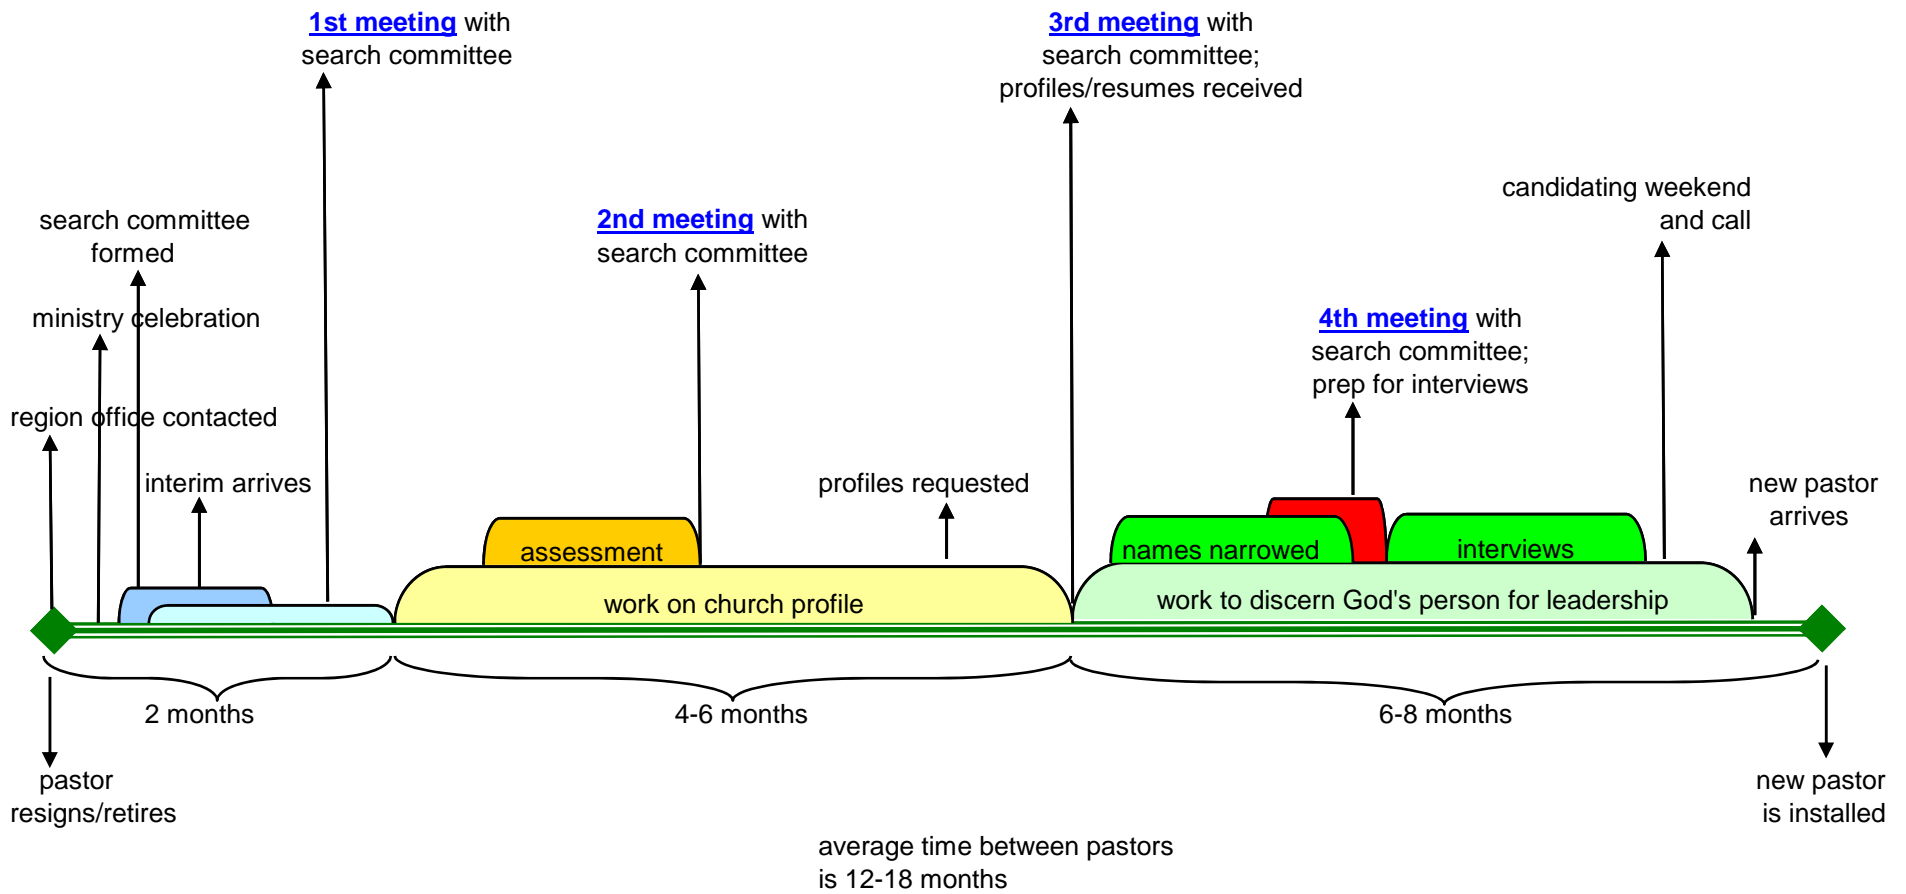 1st meeting with
search committee
3rd meeting with
search committee;
profiles/resumes received
candidating weekend
and call
search committee
formed
2nd meeting with
search committee
ministry celebration
4th meeting with
search committee;
prep for interviews
region office contacted
interim arrives
profiles requested
new pastor
arrives
assessment
names narrowed
interviews
work on church profile
work to discern God's person for leadership
2 months
4-6 months
6-8 months
pastor
resigns/retires
new pastor
is installed
average time between pastors
is 12-18 months